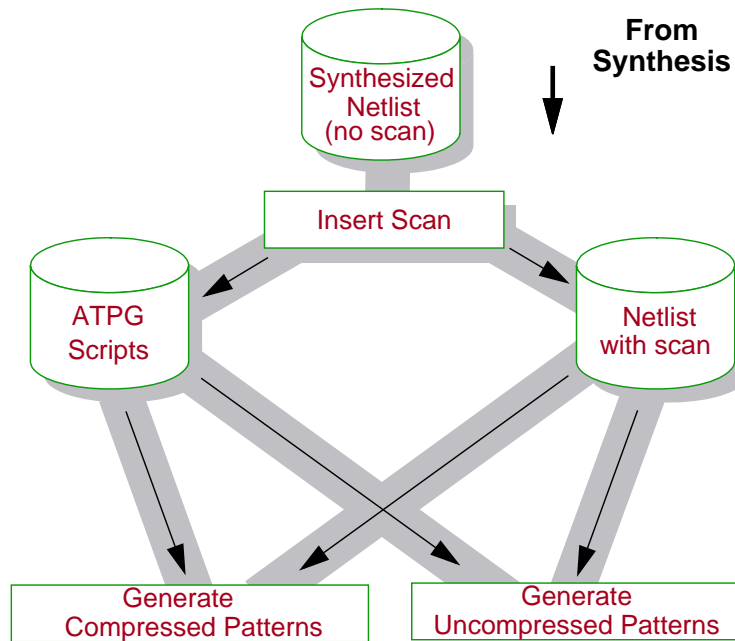 From
Synthesis
Synthesized
Netlist
(no scan)
Insert Scan
ATPG
Scripts
Netlist
with scan
Generate
Compressed Patterns
Generate
Uncompressed Patterns